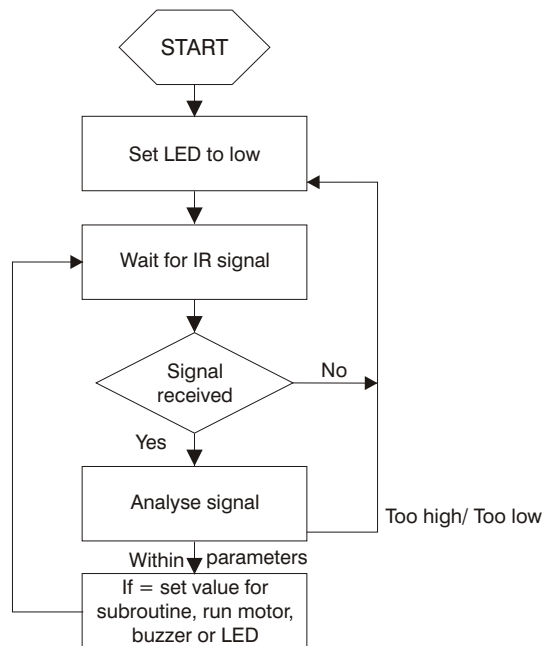 START
Set LED to low
Wait for IR signal
Signal
received
No
Yes
Analyse signal
Too high/ Too low
Within parameters
If = set value for
subroutine, run motor,
buzzer or LED